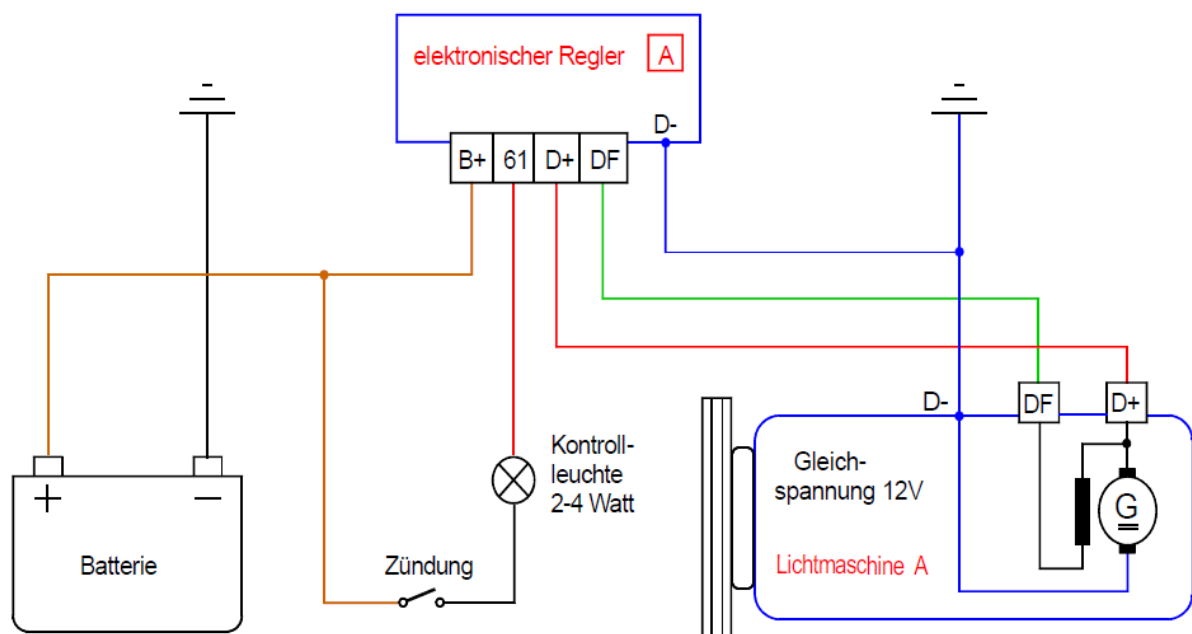 elektronischer Regler A
D-
B+ 61 D+ DF
Kontroll-
leuchte
2-4 Watt
D-
DF D+
Gleich-
spannung 12V
G
+ −
Batterie
Zündung
Lichtmaschine A